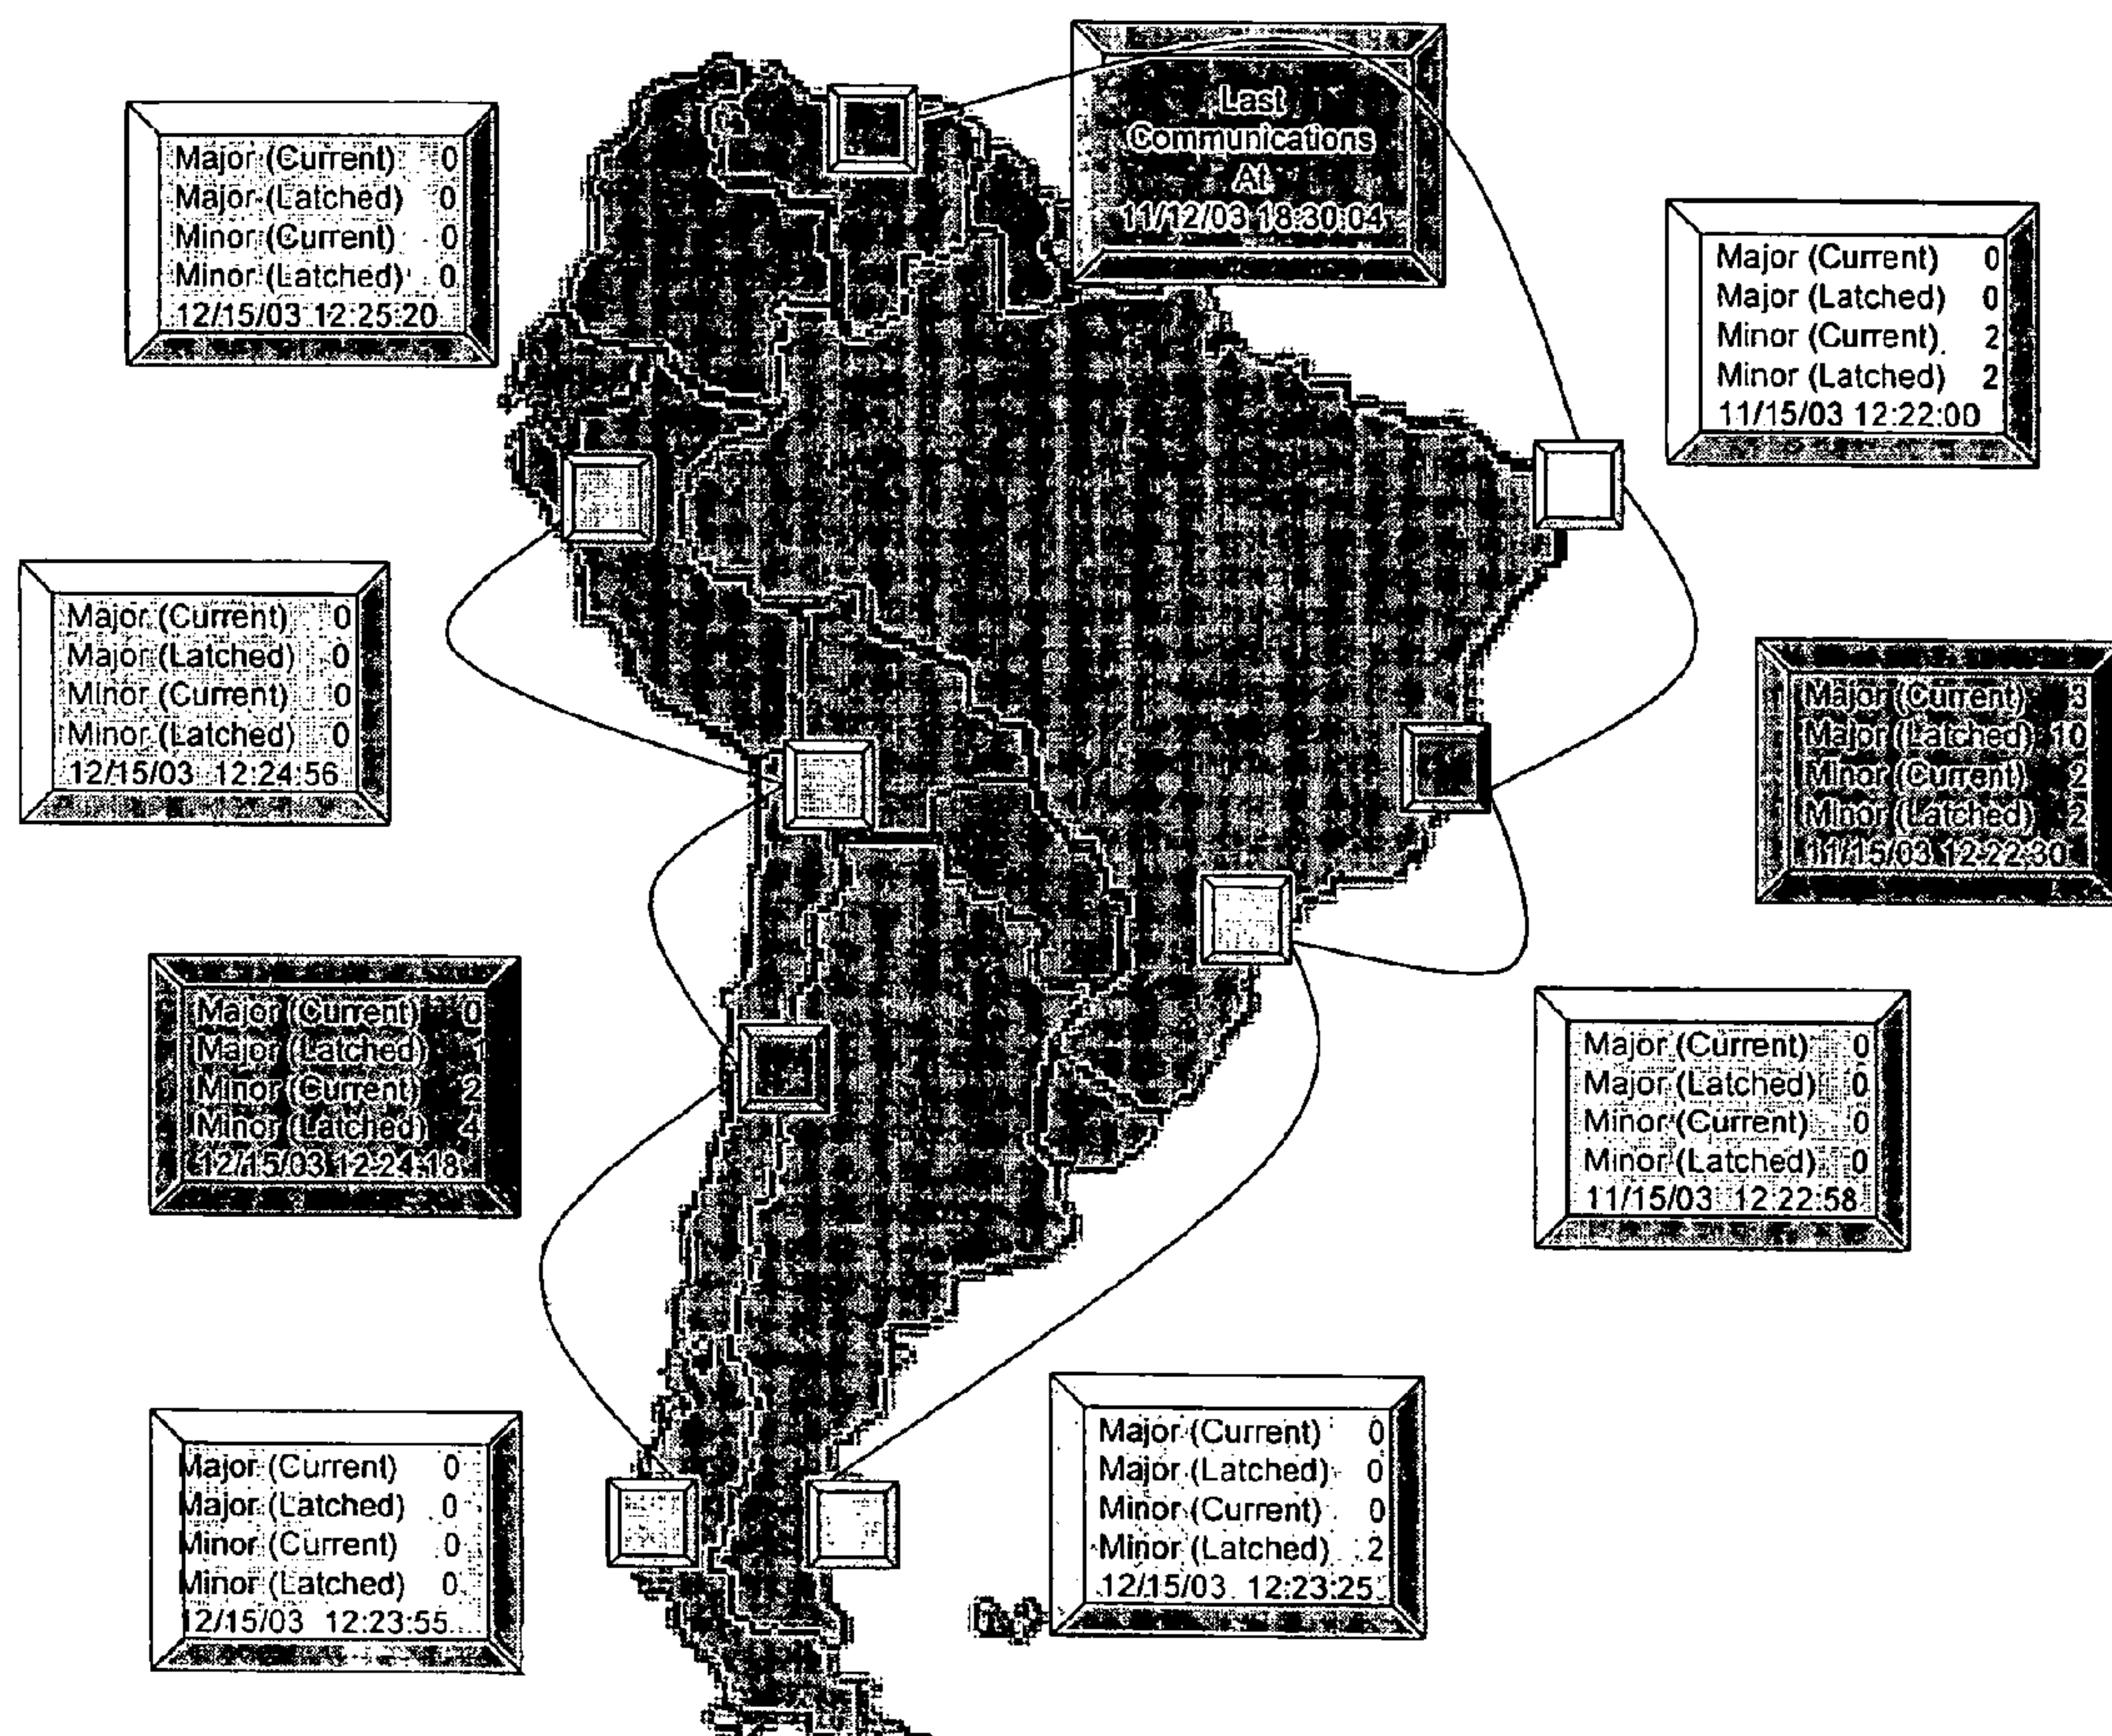 Last
Communications
At
11/12/03 18:30:04
Major (Current) 0
Major (Latched) 0
Minor (Current) 0
Minor (Latched) 0
12/15/03 12:25:20
Major (Current) 0
Major (Latched) 0
Minor (Current) 2
Minor (Latched) 2
11/15/03 12:22:00
Major (Current) 0
Major (Latched) 0
Minor (Current) 0
Minor (Latched) 0
12/15/03 12:24:56
Major (Current) 3
Major (Latched) 10
Minor (Current) 2
Minor (Latched) 2
11/15/03 12:22:30
Major (Current) 0
Major (Latched) 1
Minor (Current) 2
Minor (Latched) 4
12/15/03 12:24:18
Major (Current) 0
Major (Latched) 0
Minor (Current) 0
Minor (Latched) 0
11/15/03 12:22:58
Major (Current) 0
Major (Latched) 0
Minor (Current) 0
Minor (Latched) 0
12/15/03 12:23:55
Major (Current) 0
Major (Latched) 0
Minor (Current) 0
Minor (Latched) 2
12/15/03 12:23:25